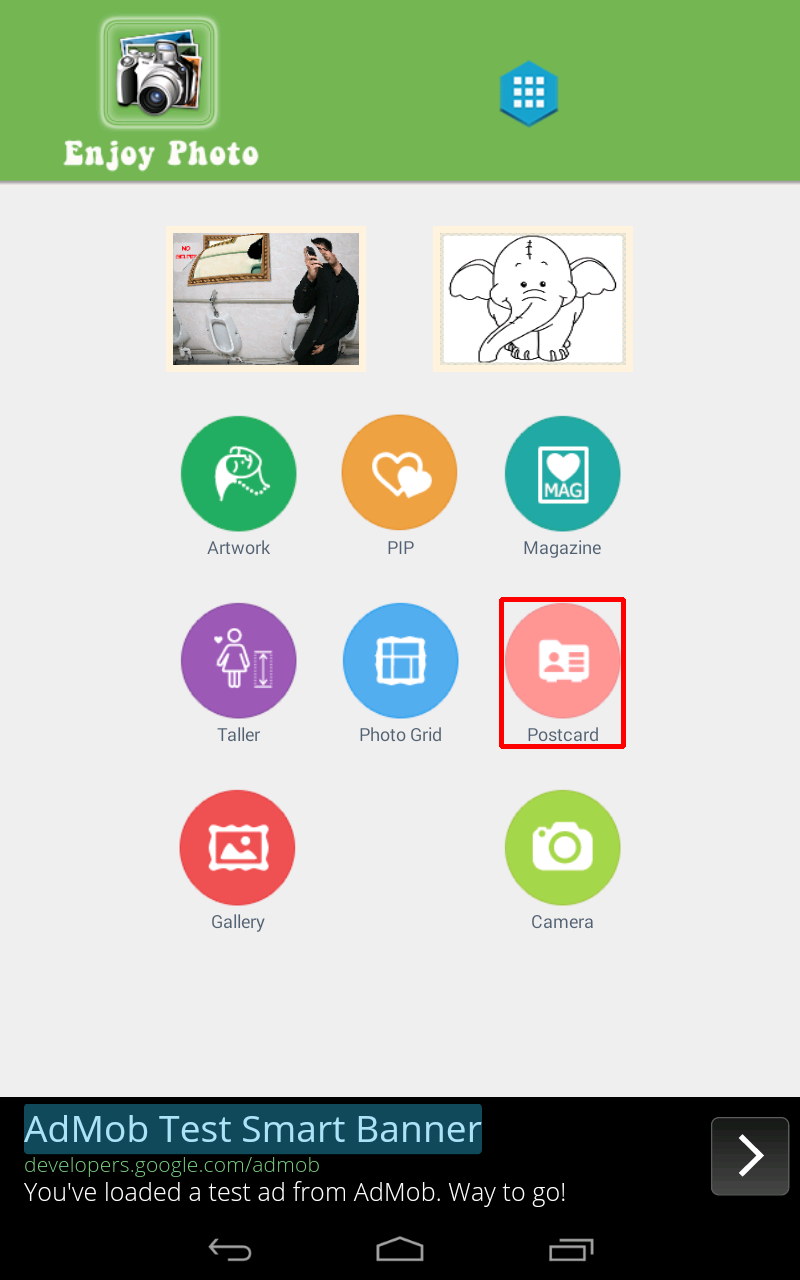 Enjoy Photo
NO
Artwork
PIP
MAG
Magazine
Taller
Photo Grid
Postcard
Gallery
Camera
AdMob Test Smart Banner
developers.google.com/admob
You've loaded a test ad from AdMob. Way to go!